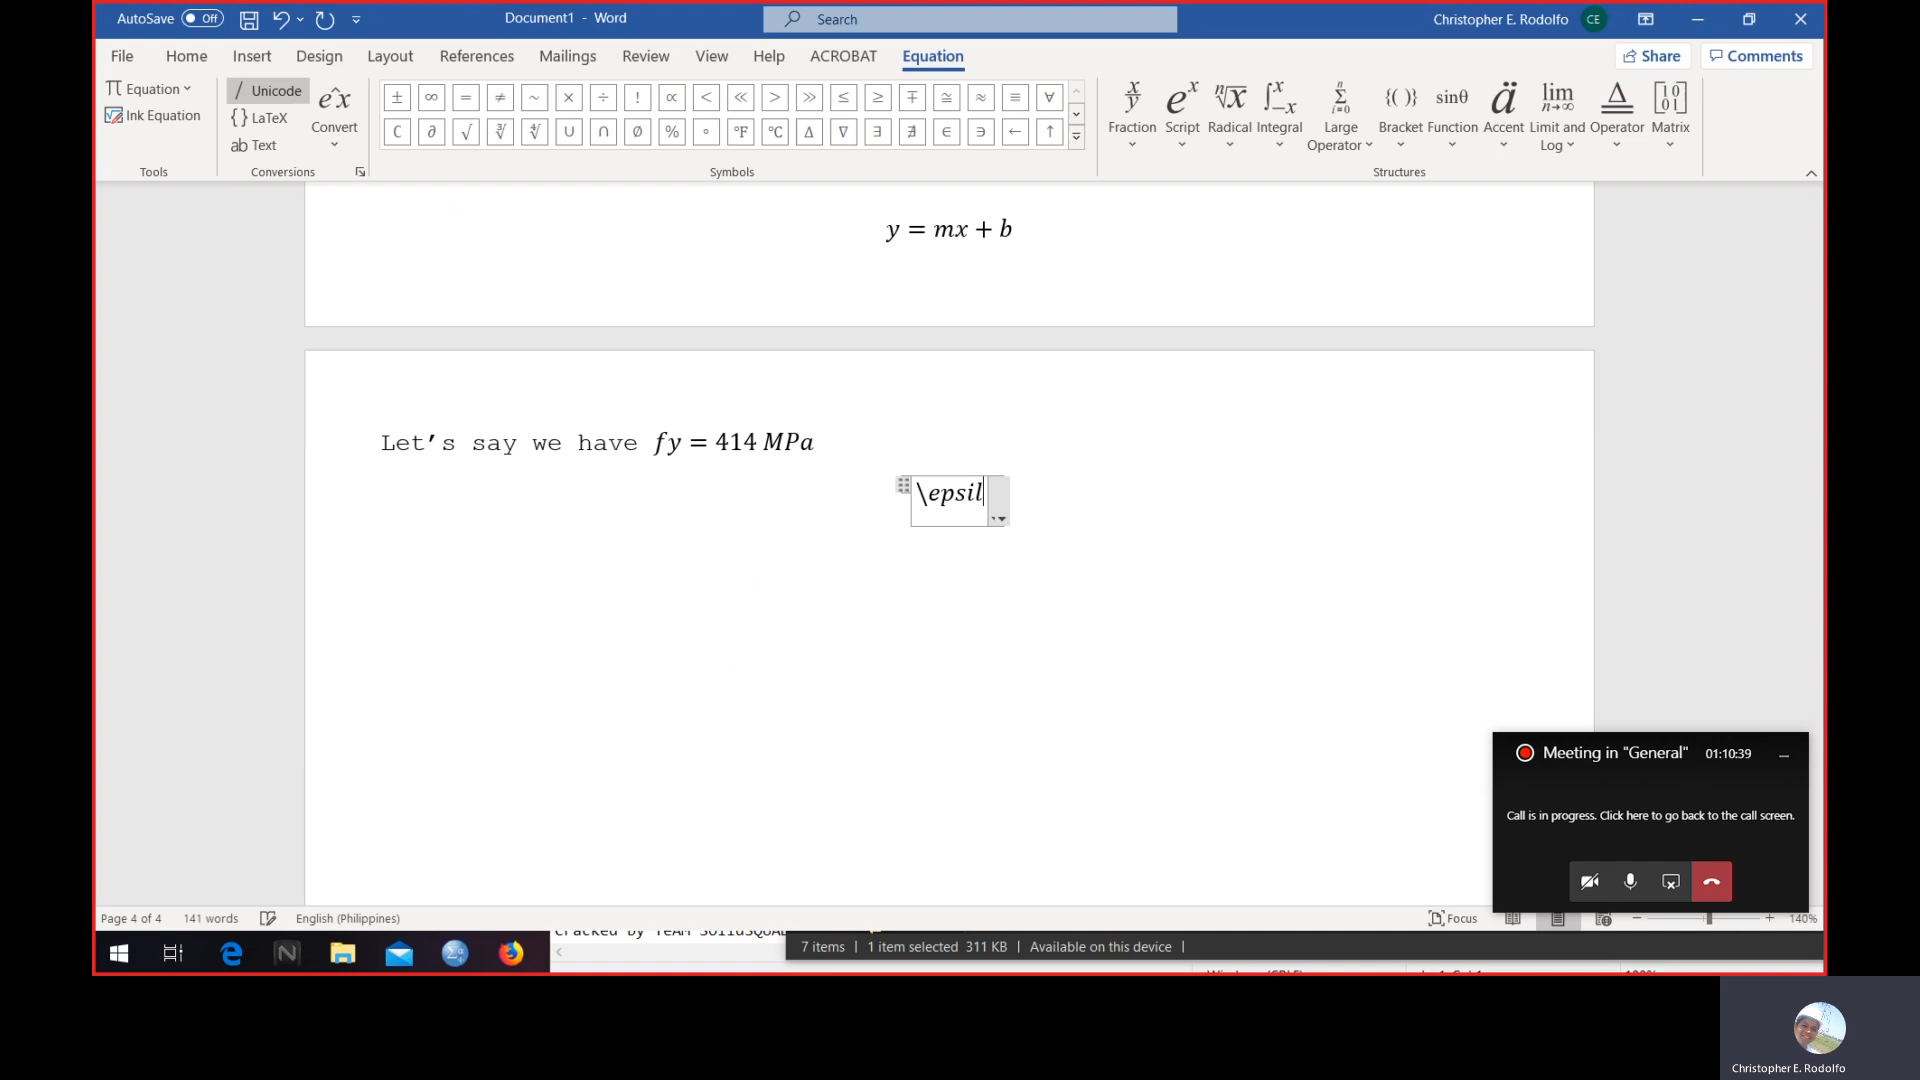 AutoSave Off Document1 - Word Search Christopher E. Rodolfo CE
File Home Insert Design Layout References Mailings Review View Help ACROBAT Equation Share Comments
Equation Unicode
Ink Equation { } LaTeX Convert
ab Text
± ∞ = ≠ ~ × ÷ ! ∝ < ≪ > ≫ ≤ ≥ ∓ ≅ ≈ ≡ ∀
∁ ∂ √ ∛ ∜ ∪ ∩ ∅ % ° °F °C ∆ ∇ ∃ ∄ ∈ ∋ ← ↑
Fraction Script Radical Integral Large Operator Bracket Function Accent Limit and Log Operator Matrix
Tools Conversions Symbols Structures
y = mx + b
Let's say we have fy = 414 MPa
\epsil
Meeting in "General" 01:10:39
Call is in progress. Click here to go back to the call screen.
Page 4 of 4 141 words English (Philippines) Focus 140%
7 items 1 item selected 311 KB Available on this device
Christopher E. Rodolfo